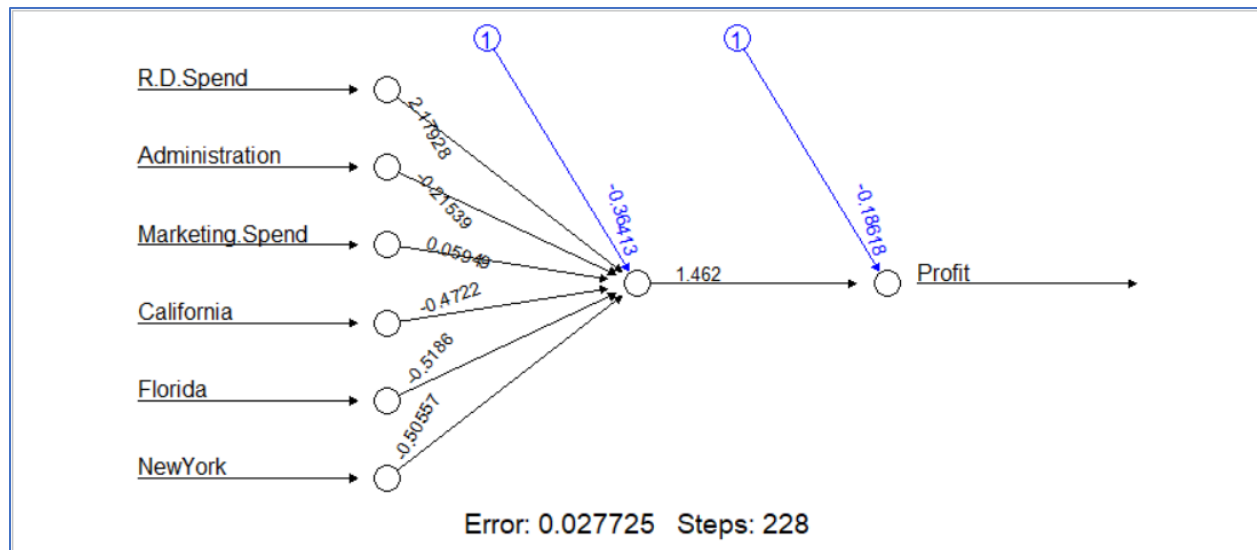 1
1
R.D.Spend
2.17928
Administration
-0.21539
-0.36413
-0.18618
Marketing.Spend
0.05949
1.462
Profit
California
-0.4722
Florida
-0.5186
NewYork
-0.50557
Error: 0.027725 Steps: 228